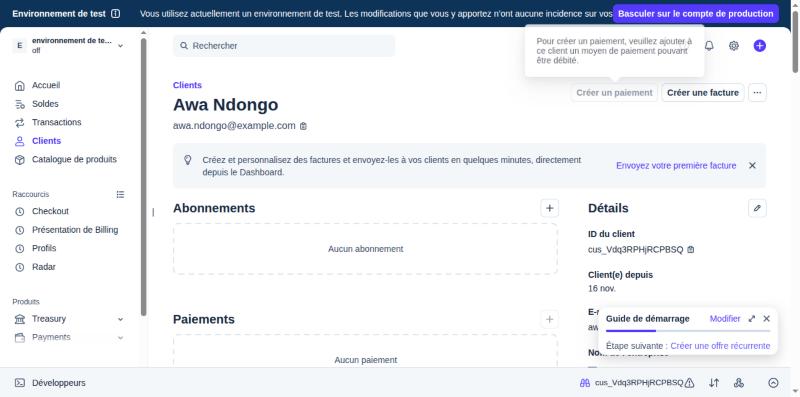 Environnement de test
Vous utilisez actuellement un environnement de test. Les modifications que vous y apportez n'ont aucune incidence sur vos
Basculer sur le compte de production
E
environnement de te...
off
Rechercher
Pour créer un paiement, veuillez ajouter à
ce client un moyen de paiement pouvant
être débité.
Accueil
Soldes
Transactions
Clients
Catalogue de produits
Raccourcis
Checkout
Présentation de Billing
Profils
Radar
Produits
Treasury
Payments
Clients
Awa Ndongo
awa.ndongo@example.com
Créer un paiement
Créer une facture
Créez et personnalisez des factures et envoyez-les à vos clients en quelques minutes, directement
depuis le Dashboard.
Envoyez votre première facture
Abonnements
Aucun abonnement
Paiements
Aucun paiement
Détails
ID du client
cus_Vdq3RPHjRCPBSQ
Client(e) depuis
16 nov.
Guide de démarrage
Modifier
Étape suivante : Créer une offre récurrente
Développeurs
cus_Vdq3RPHjRCPBSQ